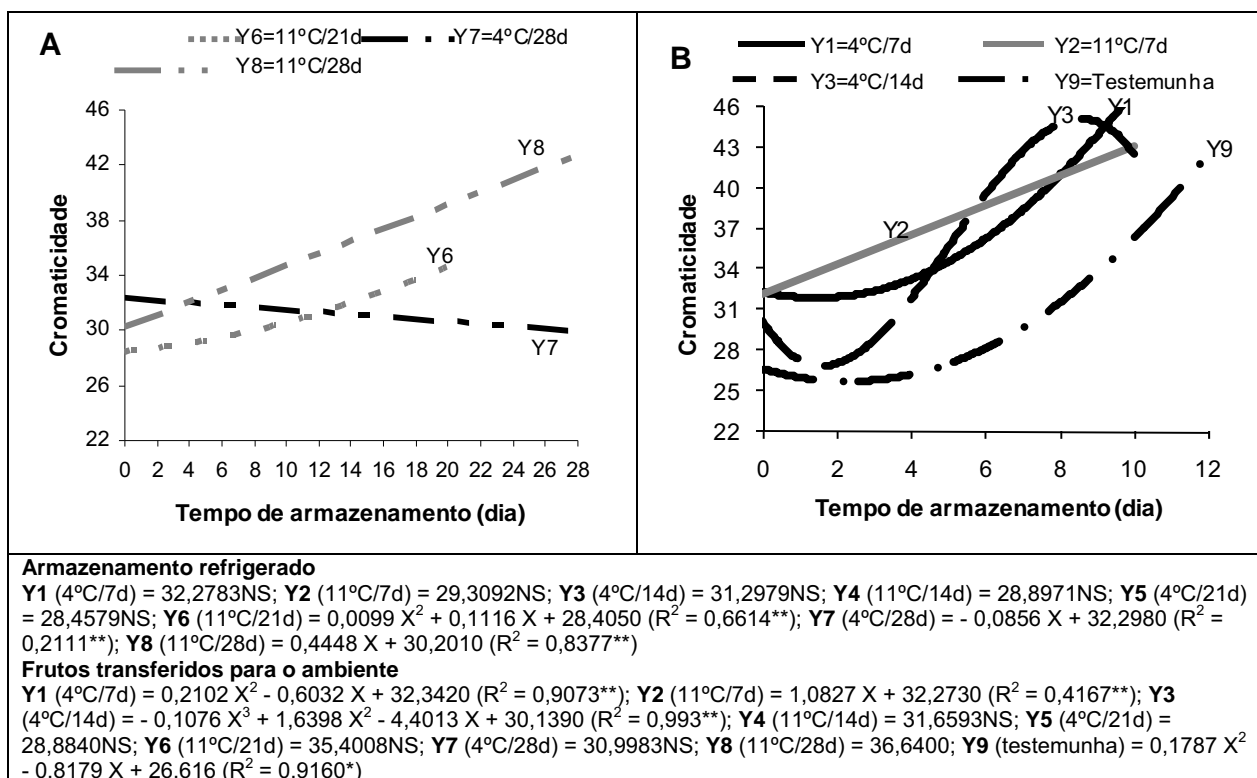 A
Y6=11ºC/21d Y7=4ºC/28d
Y8=11ºC/28d
46
42
38
34
30
26
22
Cromaticidade
Y8
Y6
Y7
0 2 4 6 8 10 12 14 16 18 20 22 24 26 28
Tempo de armazenamento (dia)
B
Y1=4ºC/7d Y2=11ºC/7d
Y3=4ºC/14d Y9=Testemunha
46
43
40
37
34
31
28
25
22
Cromaticidade
Y3 Y1
Y9
Y2
0 2 4 6 8 10 12
Tempo de armazenamento (dia)
Armazenamento refrigerado
Y1 (4ºC/7d) = 32,2783NS; Y2 (11ºC/7d) = 29,3092NS; Y3 (4ºC/14d) = 31,2979NS; Y4 (11ºC/14d) = 28,8971NS; Y5 (4ºC/21d)
= 28,4579NS; Y6 (11ºC/21d) = 0,0099 X² + 0,1116 X + 28,4050 (R² = 0,6614**); Y7 (4ºC/28d) = - 0,0856 X + 32,2980 (R² =
0,2111**); Y8 (11ºC/28d) = 0,4448 X + 30,2010 (R² = 0,8377**)
Frutos transferidos para o ambiente
Y1 (4ºC/7d) = 0,2102 X² - 0,6032 X + 32,3420 (R² = 0,9073**); Y2 (11ºC/7d) = 1,0827 X + 32,2730 (R² = 0,4167**); Y3
(4ºC/14d) = - 0,1076 X³ + 1,6398 X² - 4,4013 X + 30,1390 (R² = 0,993**); Y4 (11ºC/14d) = 31,6593NS; Y5 (4ºC/21d) =
28,8840NS; Y6 (11ºC/21d) = 35,4008NS; Y7 (4ºC/28d) = 30,9983NS; Y8 (11ºC/28d) = 36,6400; Y9 (testemunha) = 0,1787 X²
- 0,8179 X + 26,616 (R² = 0,9160*)